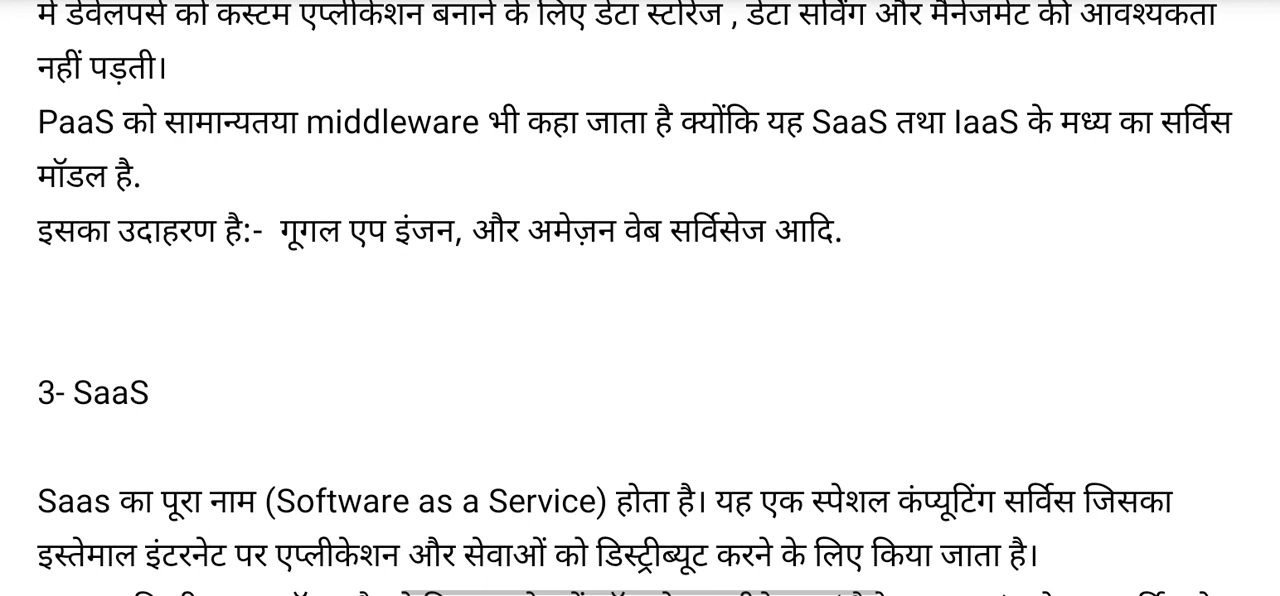 में डेवेलपर्स को कस्टम एप्लीकेशन बनाने के लिए डेटा स्टोरेज , डेटा सर्विंग और मैनेजमेंट की आवश्यकता
नहीं पड़ती।
PaaS को सामान्यतया middleware भी कहा जाता है क्योंकि यह SaaS तथा IaaS के मध्य का सर्विस
मॉडल है.
इसका उदाहरण है:- गूगल एप इंजन, और अमेज़न वेब सर्विसेज आदि.
3- SaaS
Saas का पूरा नाम (Software as a Service) होता है। यह एक स्पेशल कंप्यूटिंग सर्विस जिसका
इस्तेमाल इंटरनेट पर एप्लीकेशन और सेवाओं को डिस्ट्रीब्यूट करने के लिए किया जाता है।